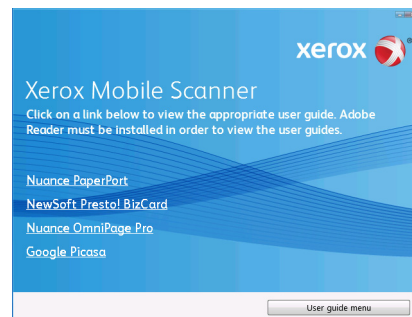 xerox
Xerox Mobile Scanner
Click on a link below to view the appropriate user guide. Adobe
Reader must be installed in order to view the user guides.
Nuance PaperPort
NewSoft Presto! BizCard
Nuance OmniPage Pro
Google Picasa
User guide menu